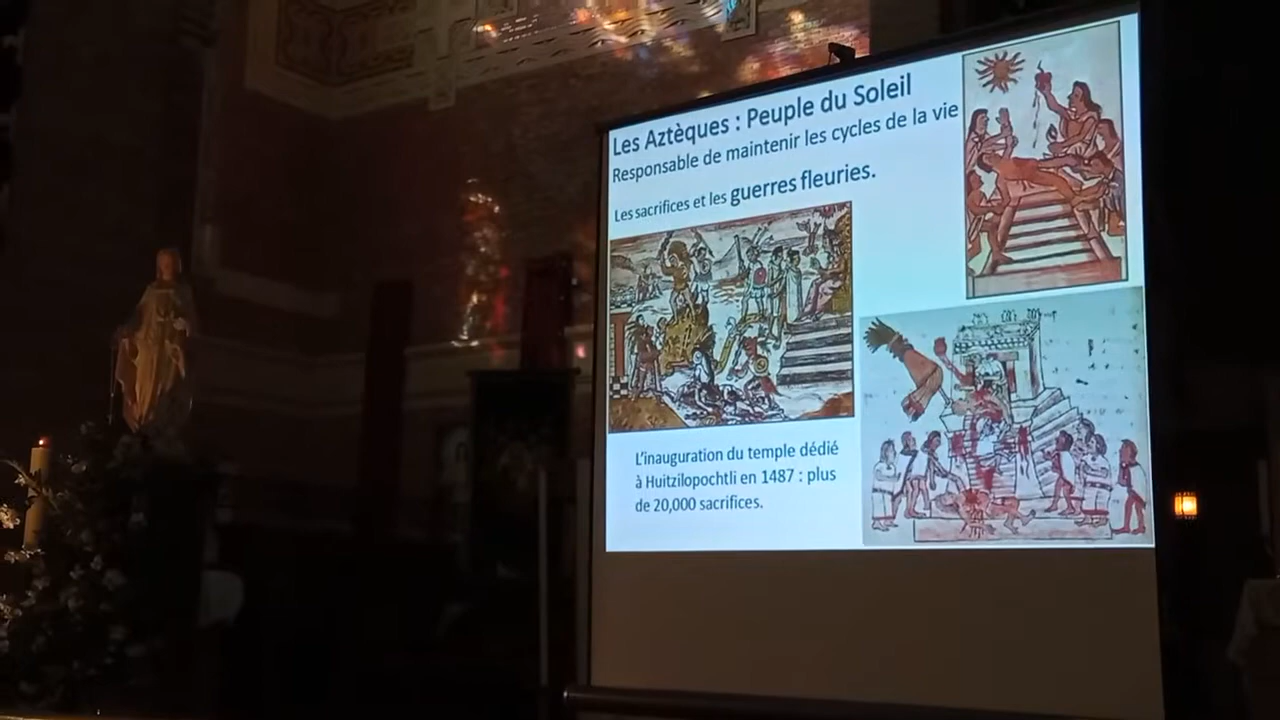 Les Aztèques : Peuple du Soleil
Responsable de maintenir les cycles de la vie
Les sacrifices et les guerres fleuries.
L'inauguration du temple dédié
à Huitzilopochtli en 1487 : plus
de 20,000 sacrifices.